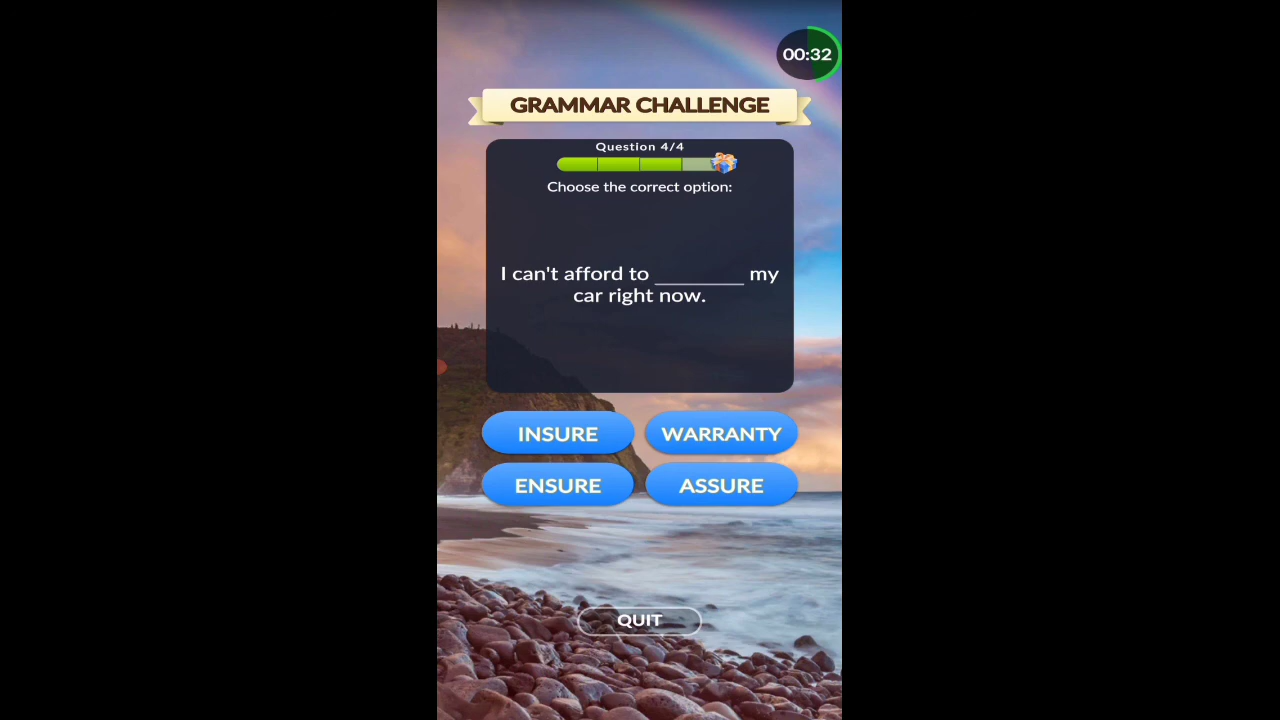 00:32
GRAMMAR CHALLENGE
Question 4/4
Choose the correct option:
I can't afford to _________ my
car right now.
INSURE
WARRANTY
ENSURE
ASSURE
QUIT